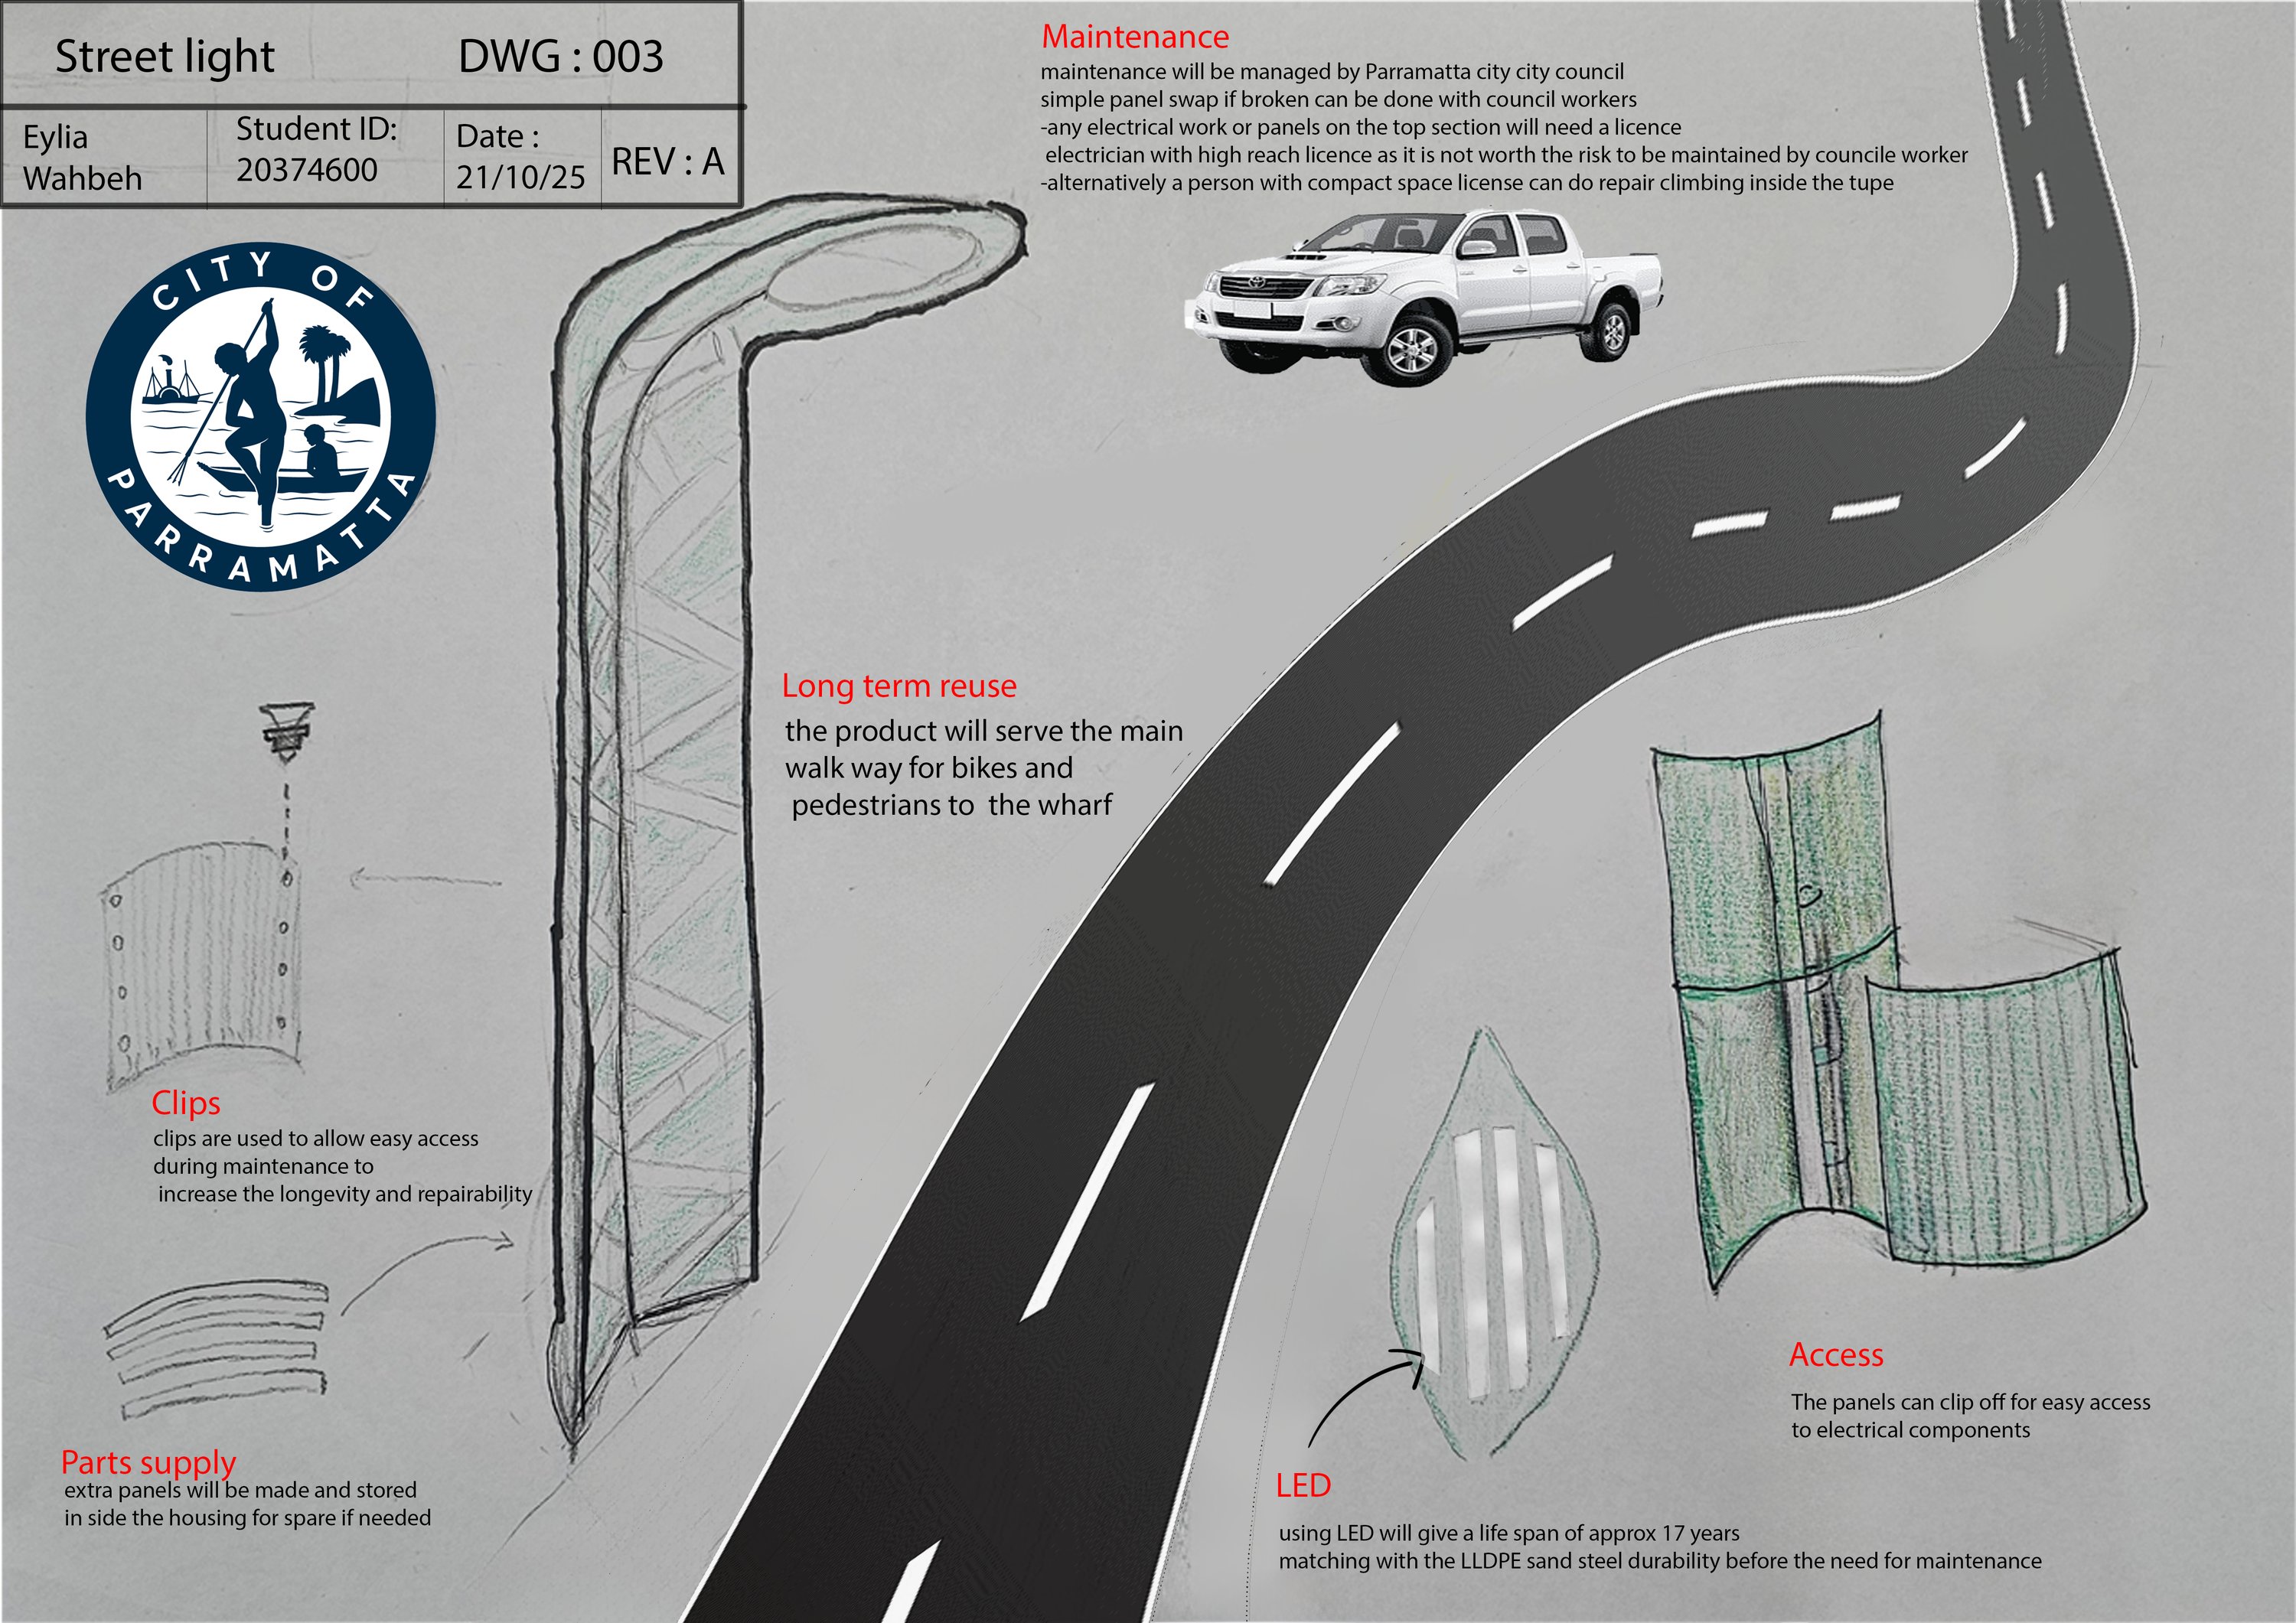 Street light
DWG : 003
Eylia
Wahbeh
Student ID:
20374600
Date :
21/10/25
REV : A
CITY OF
PARRAMATTA
Maintenance
maintenance will be managed by Parramatta city city council
simple panel swap if broken can be done with council workers
-any electrical work or panels on the top section will need a licence
electrician with high reach licence as it is not worth the risk to be maintained by councile worker
-alternatively a person with compact space license can do repair climbing inside the tupe
Long term reuse
the product will serve the main
walk way for bikes and
pedestrians to the wharf
Clips
clips are used to allow easy access
during maintenance to
increase the longevity and repairability
Parts supply
extra panels will be made and stored
in side the housing for spare if needed
Access
The panels can clip off for easy access
to electrical components
LED
using LED will give a life span of approx 17 years
matching with the LLDPE sand steel durability before the need for maintenance